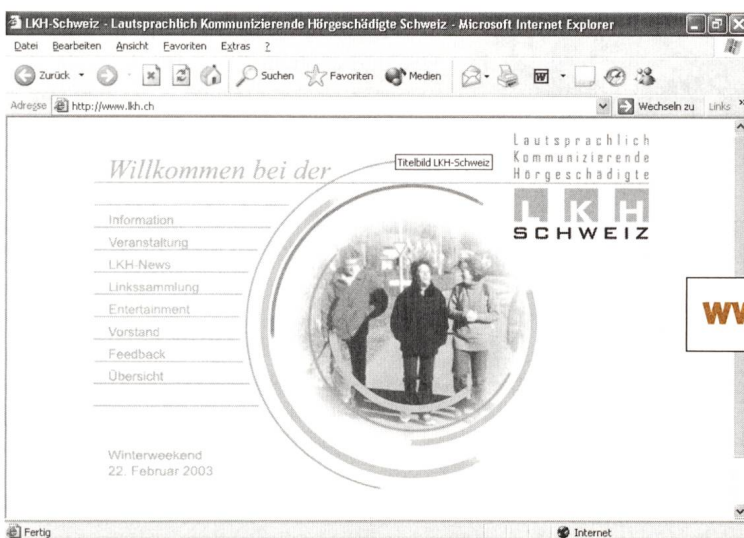 LKH-Schweiz - Lautsprachlich Kommunizierende Hörgeschädigte Schweiz - Microsoft Internet Explorer
Datei Bearbeiten Ansicht Favoriten Extras ?
Zurück Suchen Favoriten Medien
Adresse http://www.lkh.ch Wechseln zu Links »
Lautsprachlich
Kommunizierende
Hörgeschädigte
L K H
SCHWEIZ
Willkommen bei der
Titelbild LKH-Schweiz
Information
Veranstaltung
LKH-News
Linkssammlung
Entertainment
Vorstand
Feedback
Übersicht
Winterweekend
22. Februar 2003
Fertig Internet